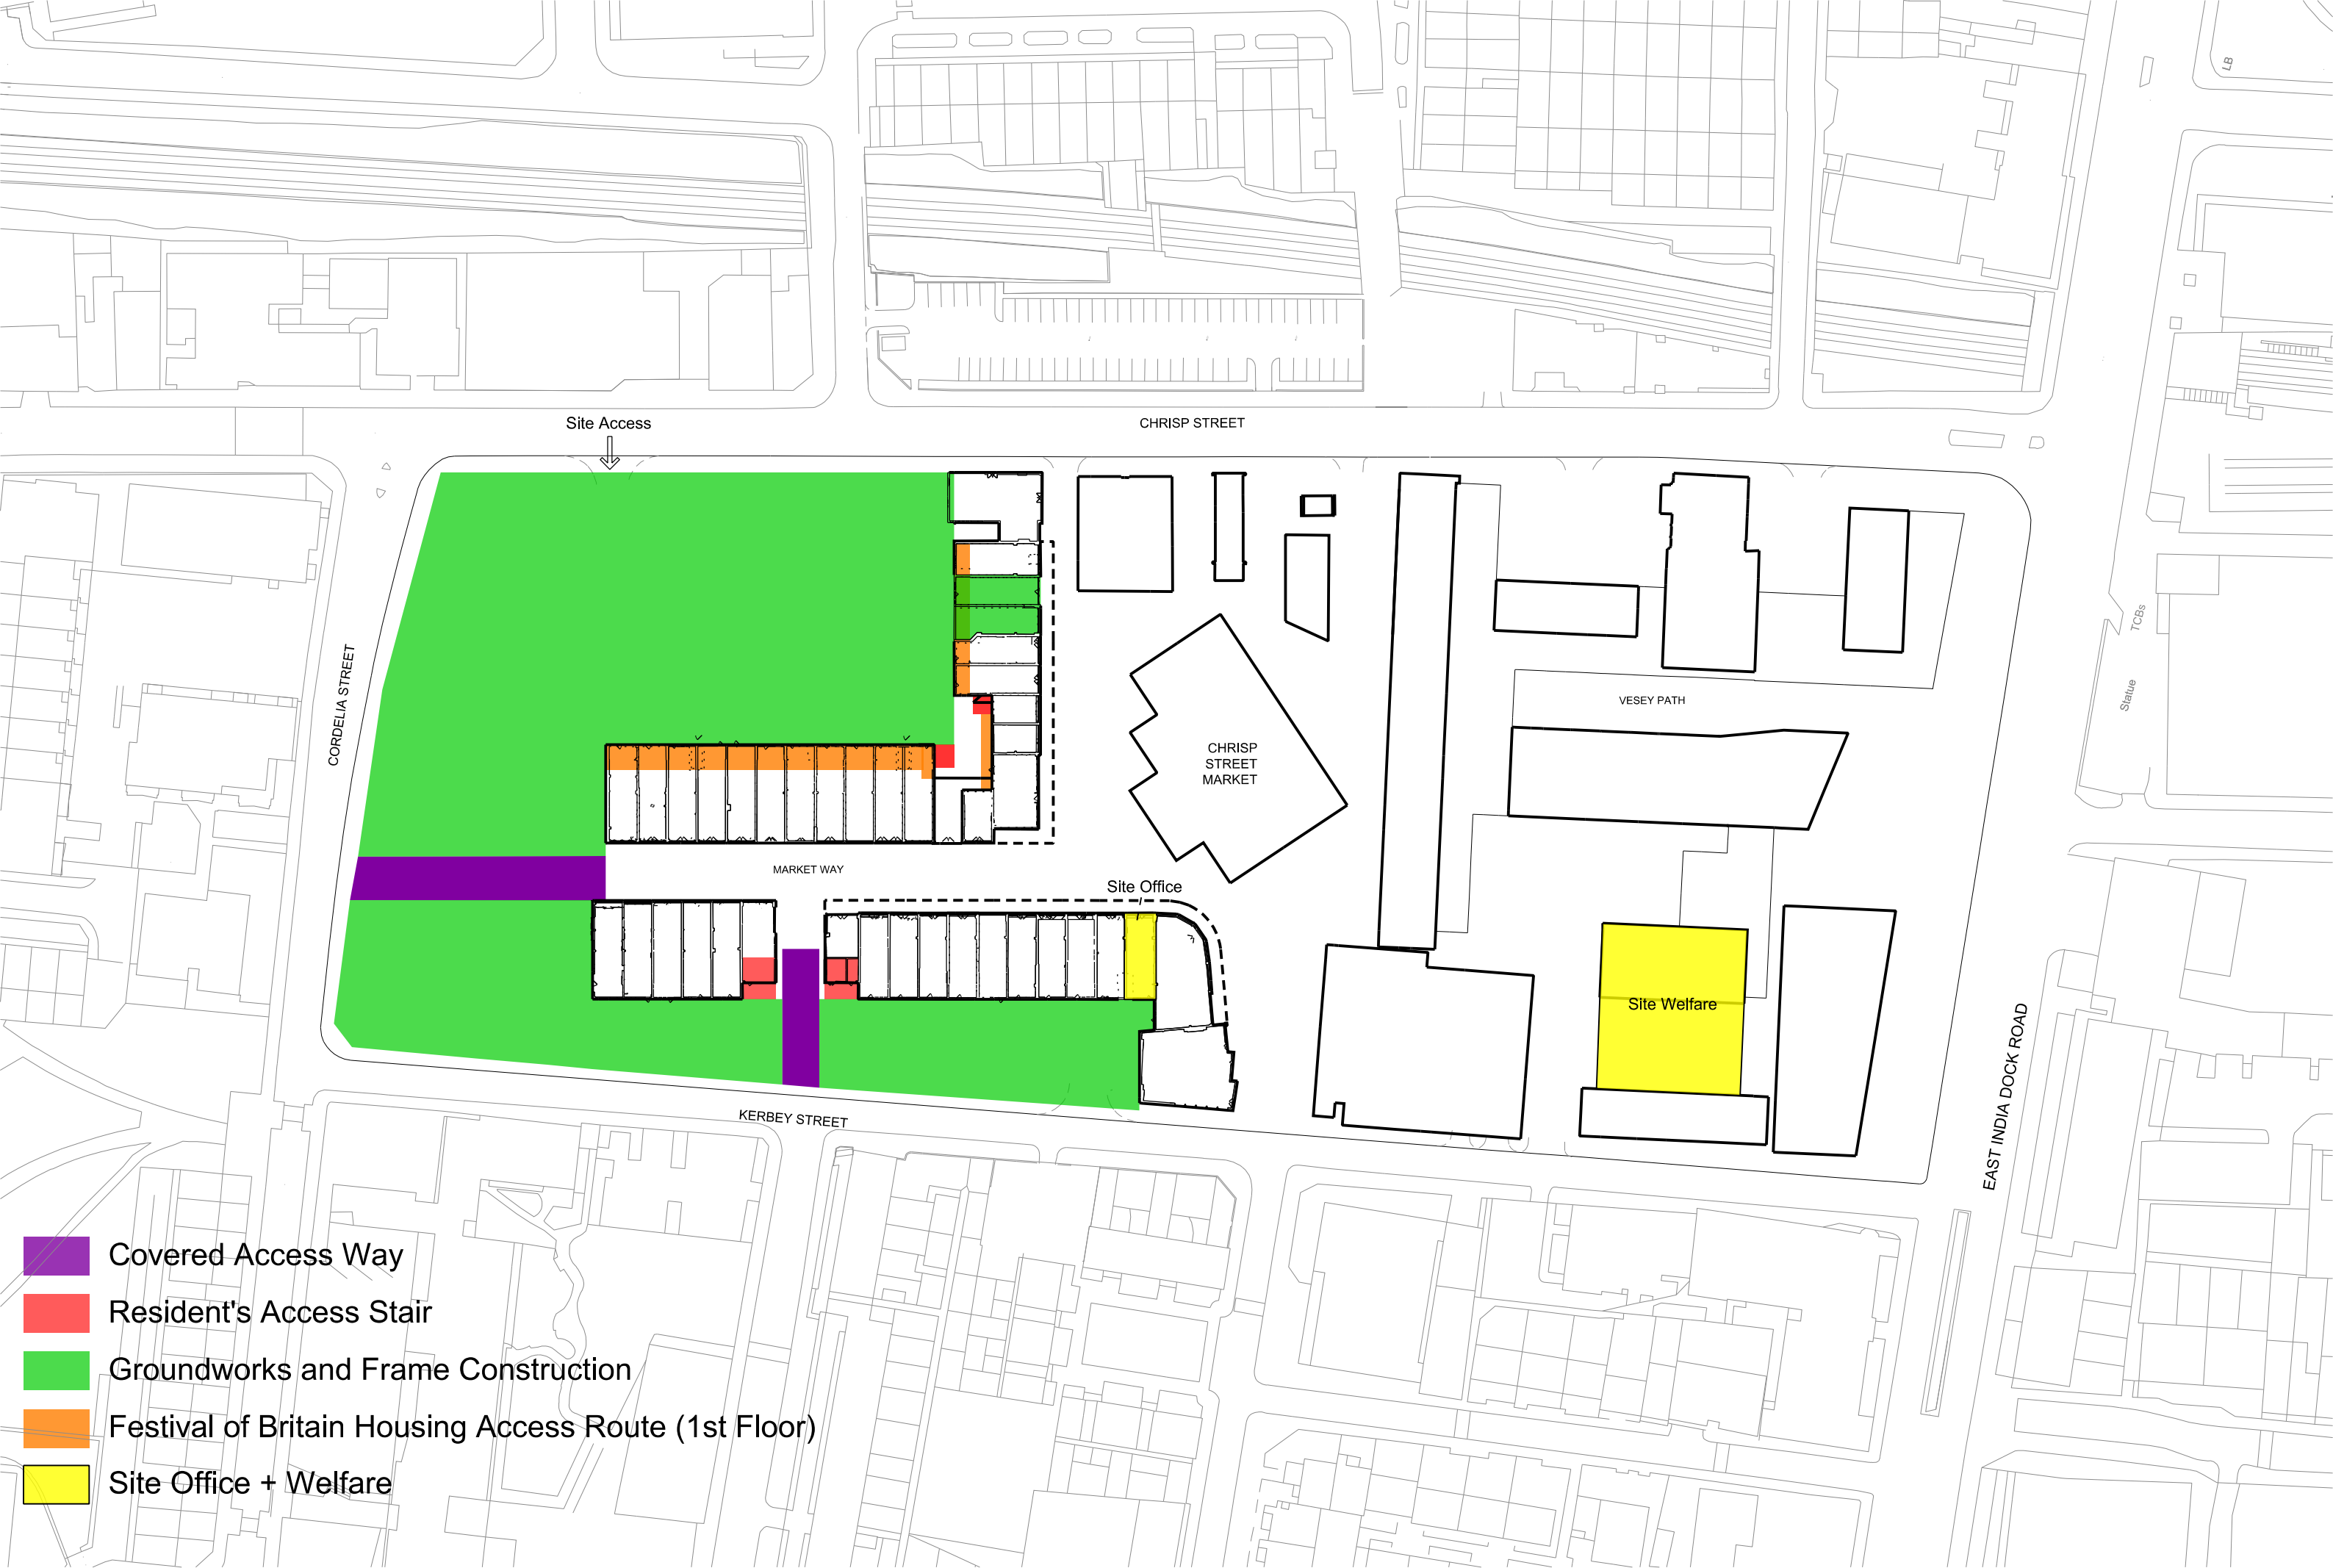 LB
Site Access
CHRISP STREET
TCBs
CORDELIA STREET
Statue
VESEY PATH
CHRISP
STREET
MARKET
MARKET WAY
Site Office
Site Welfare
EAST INDIA DOCK ROAD
KERBEY STREET
Covered Access Way
Resident's Access Stair
Groundworks and Frame Construction
Festival of Britain Housing Access Route (1st Floor)
Site Office + Welfare